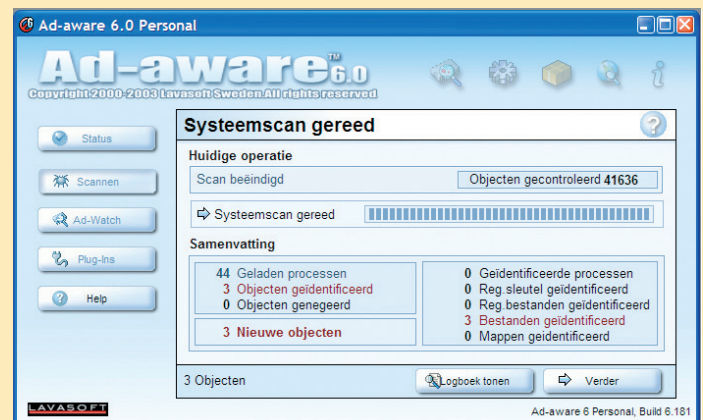 Ad-aware 6.0 Personal
Ad-aware 6.0™
Copyright 2000-2003 Lavasoft Sweden. All rights reserved
Status
Scannen
Ad-Watch
Plug-Ins
Help
Systeemscan gereed
Huidige operatie
Scan beëindigd
Objecten gecontroleerd 41636
Systeemscan gereed
Samenvatting
44 Geladen processen
3 Objecten geïdentificeerd
0 Objecten genegeerd
3 Nieuwe objecten
0 Geïdentificeerde processen
0 Reg.sleutel geïdentificeerd
0 Reg.bestanden geïdentificeerd
3 Bestanden geïdentificeerd
0 Mappen geidentificeerd
3 Objecten
Logboek tonen
Verder
LAVASOFT
Ad-aware 6 Personal, Build 6.181